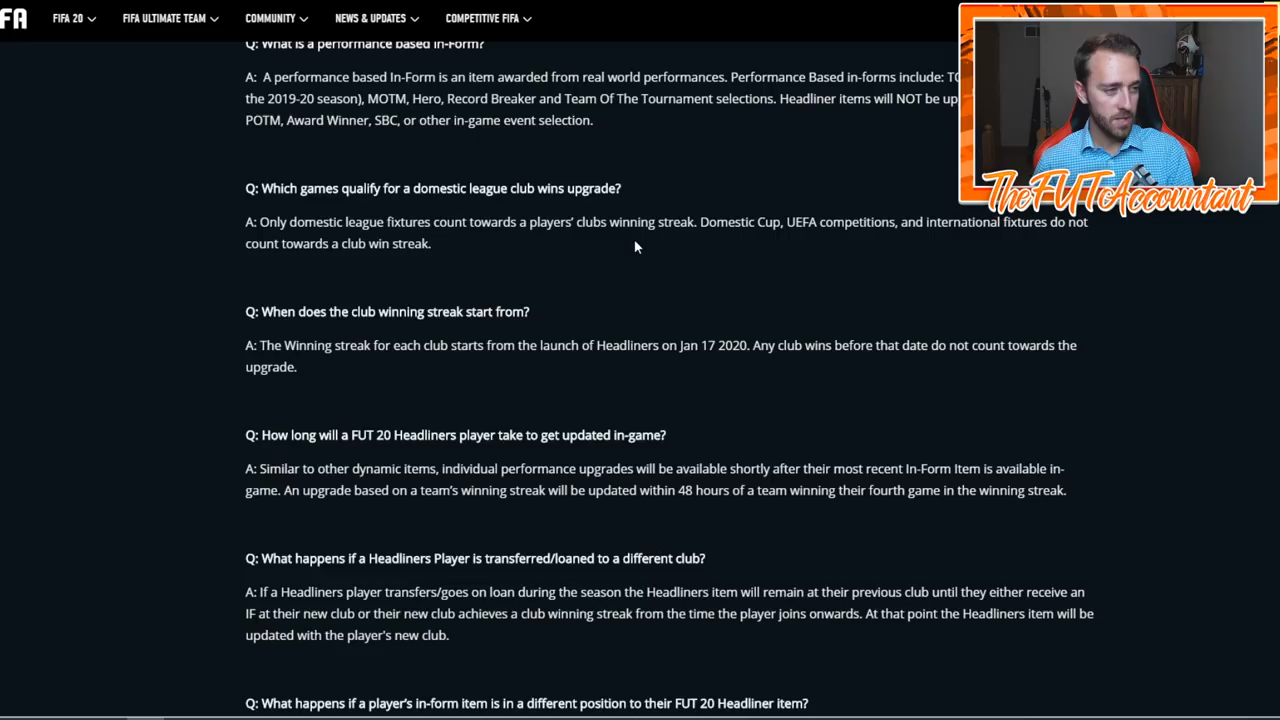 FA
FIFA 20
FIFA ULTIMATE TEAM
COMMUNITY
NEWS & UPDATES
COMPETITIVE FIFA
Q: What is a performance based In-Form?
A: A performance based In-Form is an item awarded from real world performances. Performance Based in-forms include:
the 2019-20 season), MOTM, Hero, Record Breaker and Team Of The Tournament selections. Headliner items will NOT be
POTM, Award Winner, SBC, or other in-game event selection.
TheFUTAccountant
Q: Which games qualify for a domestic league club wins upgrade?
A: Only domestic league fixtures count towards a players' clubs winning streak. Domestic Cup, UEFA competitions, and international fixtures do not
count towards a club win streak.
Q: When does the club winning streak start from?
A: The Winning streak for each club starts from the launch of Headliners on Jan 17 2020. Any club wins before that date do not count towards the
upgrade.
Q: How long will a FUT 20 Headliners player take to get updated in-game?
A: Similar to other dynamic items, individual performance upgrades will be available shortly after their most recent In-Form Item is available in-
game. An upgrade based on a team's winning streak will be updated within 48 hours of a team winning their fourth game in the winning streak.
Q: What happens if a Headliners Player is transferred/loaned to a different club?
A: If a Headliners player transfers/goes on loan during the season the Headliners item will remain at their previous club until they either receive an
IF at their new club or their new club achieves a club winning streak from the time the player joins onwards. At that point the Headliners item will be
updated with the player's new club.
Q: What happens if a player's in-form item is in a different position to their FUT 20 Headliner item?